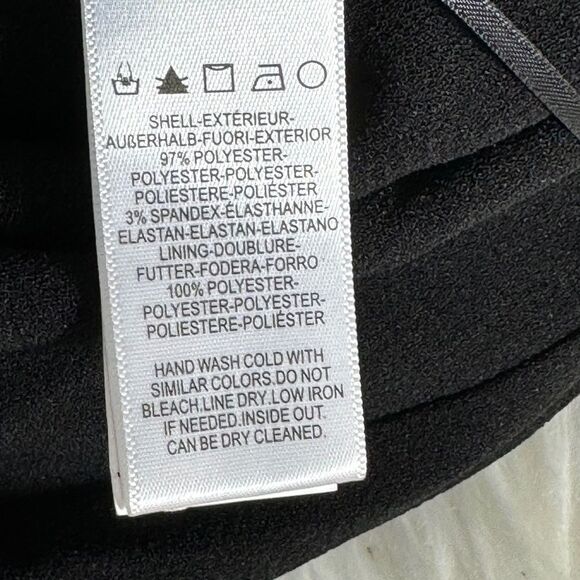 SHELL-EXTÉRIEUR-
AUßERHALB-FUORI-EXTERIOR
97% POLYESTER-
POLYESTER-POLYESTER-
POLIESTERE-POLIÉSTER
3% SPANDEX-ÉLASTHANNE-
ELASTAN-ELASTAN-ELASTANO
LINING-DOUBLURE-
FUTTER-FODERA-FORRO
100% POLYESTER-
POLYESTER-POLYESTER-
POLIESTERE-POLIÉSTER
HAND WASH COLD WITH
SIMILAR COLORS.DO NOT
BLEACH.LINE DRY.LOW IRON
IF NEEDED.INSIDE OUT.
CAN BE DRY CLEANED.